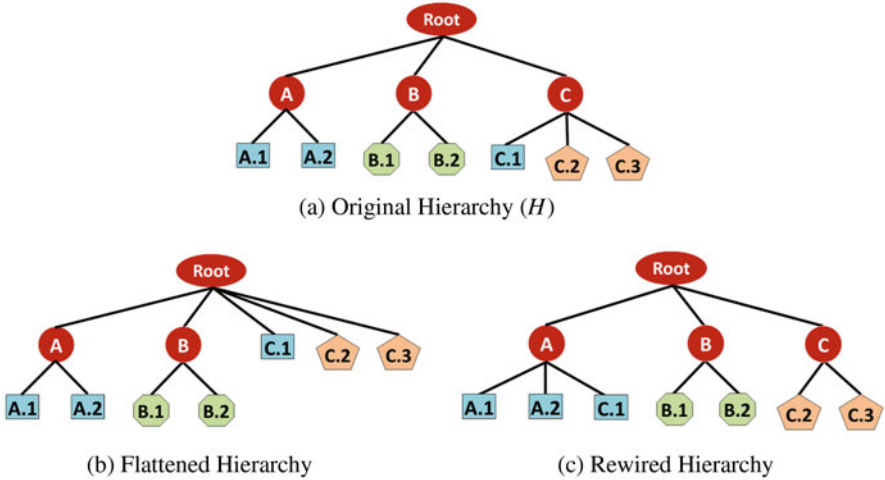 Root
A B C
A.1 A.2 B.1 B.2 C.1 C.2 C.3
(a) Original Hierarchy (H)
Root
A B C.1 C.2 C.3
A.1 A.2 B.1 B.2
(b) Flattened Hierarchy
Root
A B C
A.1 A.2 C.1 B.1 B.2 C.2 C.3
(c) Rewired Hierarchy